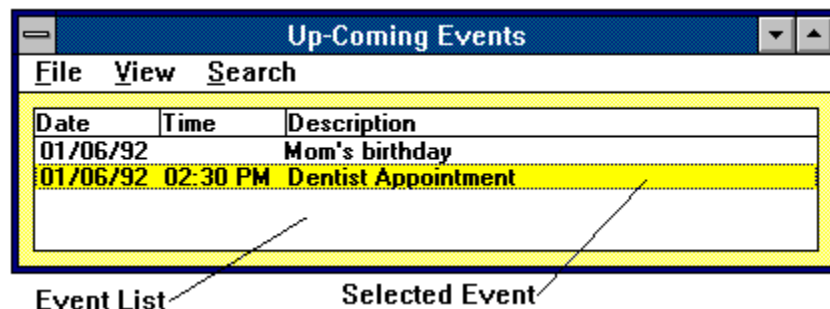 Up-Coming Events
File View Search
Date Time Description
01/06/92 Mom's birthday
01/06/92 02:30 PM Dentist Appointment
Event List Selected Event